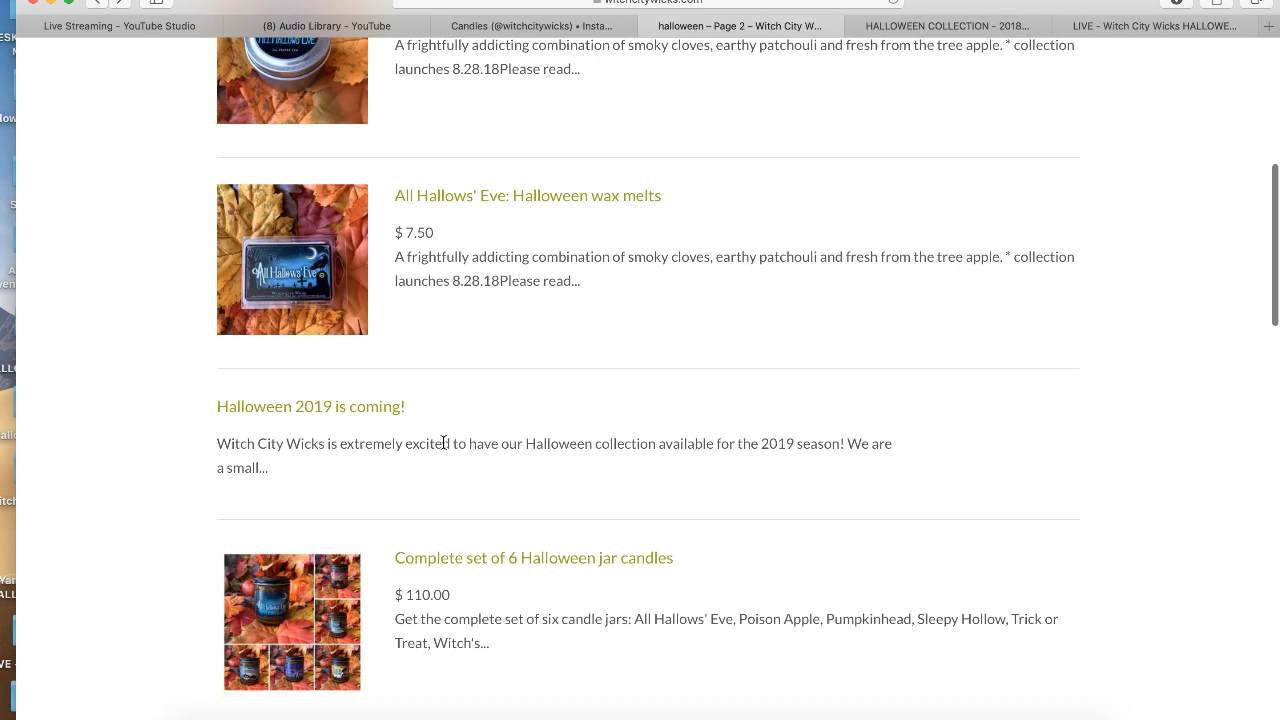 witchcitywicks.com
Live Streaming - YouTube Studio
(8) Audio Library - YouTube
Candles (@witchcitywicks) • Insta...
halloween – Page 2 – Witch City W...
HALLOWEEN COLLECTION - 2018...
LIVE - Witch City Wicks HALLOWE...
A frightfully addicting combination of smoky cloves, earthy patchouli and fresh from the tree apple. * collection
launches 8.28.18Please read...
All Hallows' Eve: Halloween wax melts
$ 7.50
All Hallows Eve
A frightfully addicting combination of smoky cloves, earthy patchouli and fresh from the tree apple. * collection
launches 8.28.18Please read...
Halloween 2019 is coming!
Witch City Wicks is extremely excited to have our Halloween collection available for the 2019 season! We are
a small...
Complete set of 6 Halloween jar candles
$ 110.00
Get the complete set of six candle jars: All Hallows' Eve, Poison Apple, Pumpkinhead, Sleepy Hollow, Trick or
Treat, Witch's...